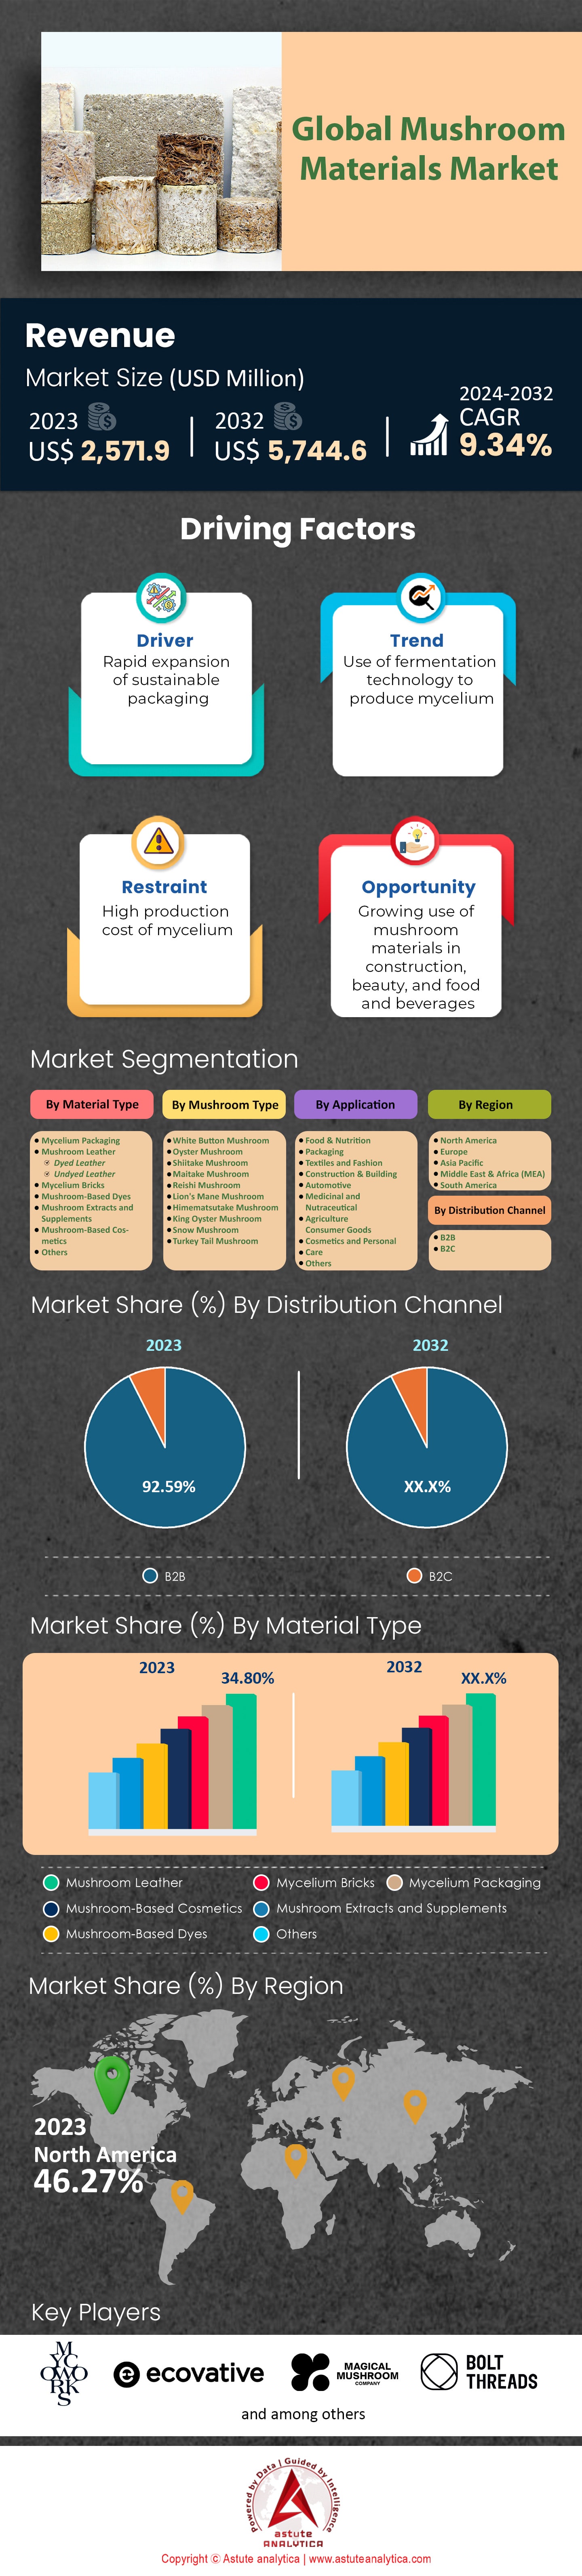 Global Mushroom
Materials Market
Revenue
Market Size (USD Million)
2023
US$ 2,571.9
2032
US$ 5,744.6
2024-2032
CAGR
9.34%
Driving Factors
Driver
Rapid expansion
of sustainable
packaging
Trend
Use of fermentation
technology to
produce mycelium
Restraint
High production
cost of mycelium
Opportunity
Growing use of
mushroom
materials in
construction,
beauty, and food
and beverages
Market Segmentation
By Material Type
Mycelium Packaging
Mushroom Leather
Dyed Leather
Undyed Leather
Mycelium Bricks
Mushroom-Based Dyes
Mushroom Extracts and
Supplements
Mushroom-Based Cos-
metics
Others
By Mushroom Type
White Button Mushroom
Oyster Mushroom
Shiitake Mushroom
Maitake Mushroom
Reishi Mushroom
Lion's Mane Mushroom
Himematsutake Mushroom
King Oyster Mushroom
Snow Mushroom
Turkey Tail Mushroom
By Application
Food & Nutrition
Packaging
Textiles and Fashion
Construction & Building
Automotive
Medicinal and
Nutraceutical
Agriculture
Consumer Goods
Cosmetics and Personal
Care
Others
By Region
North America
Europe
Asia Pacific
Middle East & Africa (MEA)
South America
By Distribution Channel
B2B
B2C
Market Share (%) By Distribution Channel
2023
2032
92.59%
XX.X%
B2B
B2C
Market Share (%) By Material Type
2023
34.80%
2032
XX.X%
Mushroom Leather
Mycelium Bricks
Mycelium Packaging
Mushroom-Based Cosmetics
Mushroom Extracts and Supplements
Mushroom-Based Dyes
Others
Market Share (%) By Region
2023
North America
46.27%
Key Players
MYCOWORKS
ecovative
MAGICAL
MUSHROOM
COMPANY
BOLT
THREADS
and among others
Powered by Data | Guided by Intelligence
astute
ANALYTICA
Copyright © Astute analytica | www.astuteanalytica.com